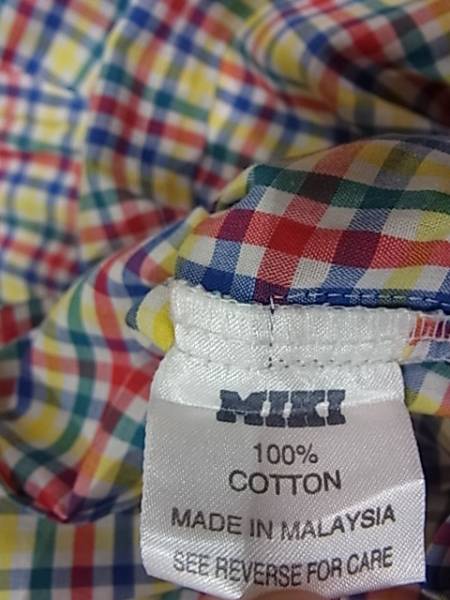 MIKI
100%
COTTON
MADE IN MALAYSIA
SEE REVERSE FOR CARE